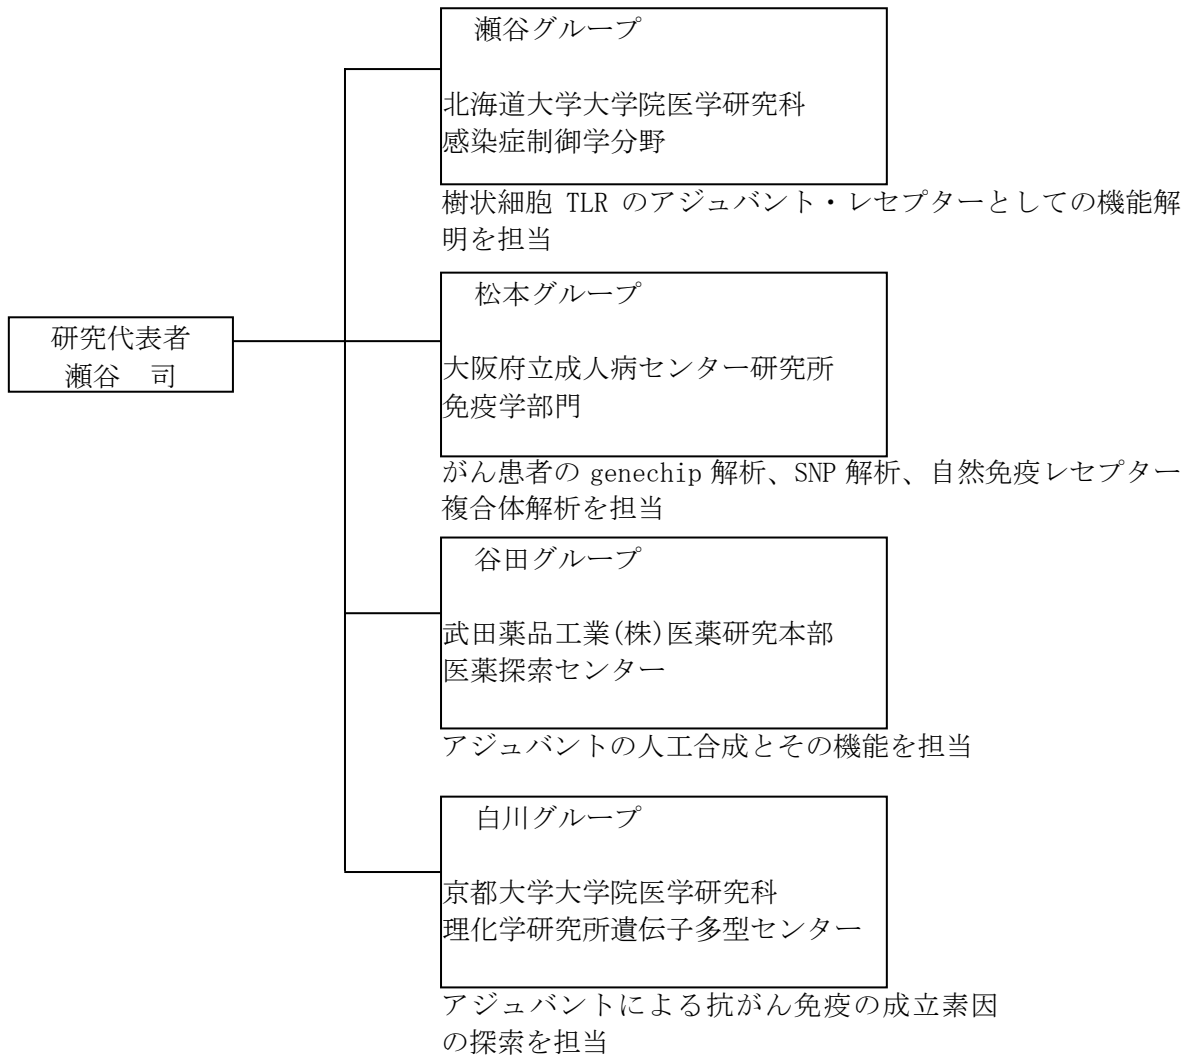 瀬谷グループ
北海道大学大学院医学研究科
感染症制御学分野
樹状細胞 TLR のアジュバント・レセプターとしての機能解
明を担当
研究代表者
瀬谷　司
松本グループ
大阪府立成人病センター研究所
免疫学部門
がん患者の genechip 解析、SNP 解析、自然免疫レセプター
複合体解析を担当
谷田グループ
武田薬品工業(株)医薬研究本部
医薬探索センター
アジュバントの人工合成とその機能を担当
白川グループ
京都大学大学院医学研究科
理化学研究所遺伝子多型センター
アジュバントによる抗がん免疫の成立素因
の探索を担当